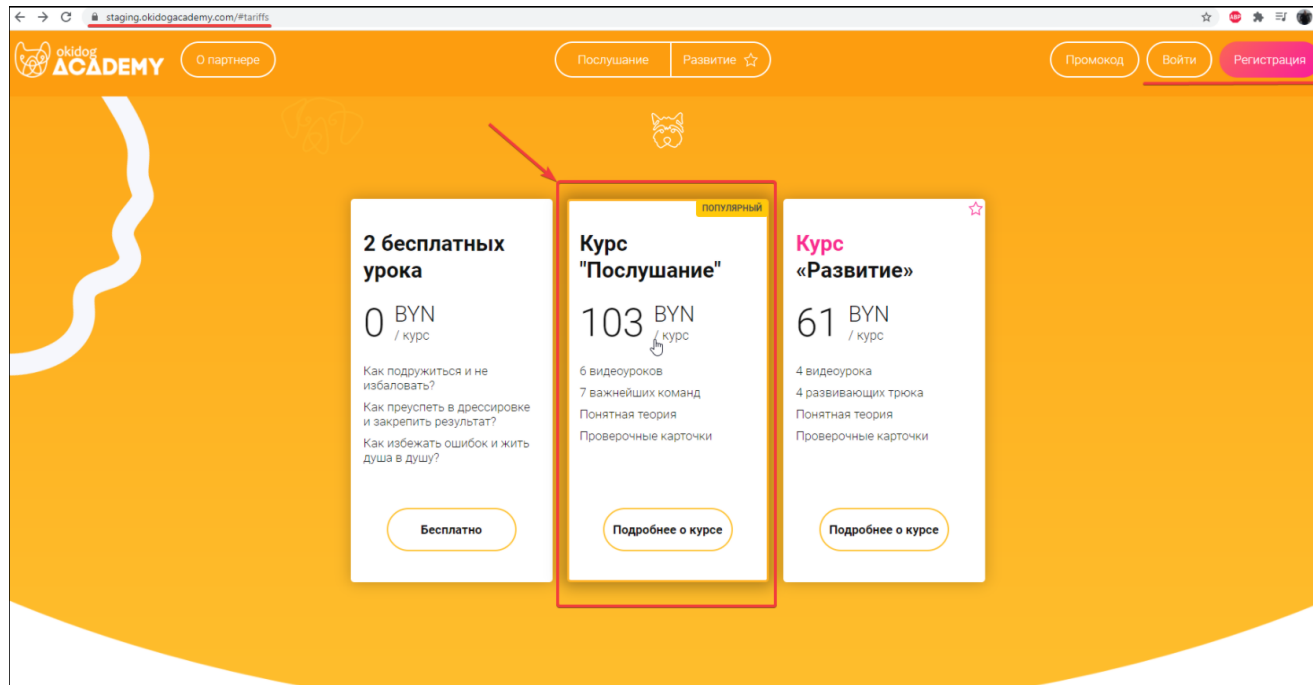 staging.okidogacademy.com/#tariffs
ABP
okidog
ACADEMY
О партнере
Послушание
Развитие
Промокод
Войти
Регистрация
2 бесплатных
урока
0 BYN
/ курс
Как подружиться и не
избаловать?
Как преуспеть в дрессировке
и закрепить результат?
Как избежать ошибок и жить
душа в душу?
Бесплатно
ПОПУЛЯРНЫЙ
Курс
"Послушание"
103 BYN
/ курс
6 видеоуроков
7 важнейших команд
Понятная теория
Проверочные карточки
Подробнее о курсе
Курс
«Развитие»
61 BYN
/ курс
4 видеоурока
4 развивающих трюка
Понятная теория
Проверочные карточки
Подробнее о курсе